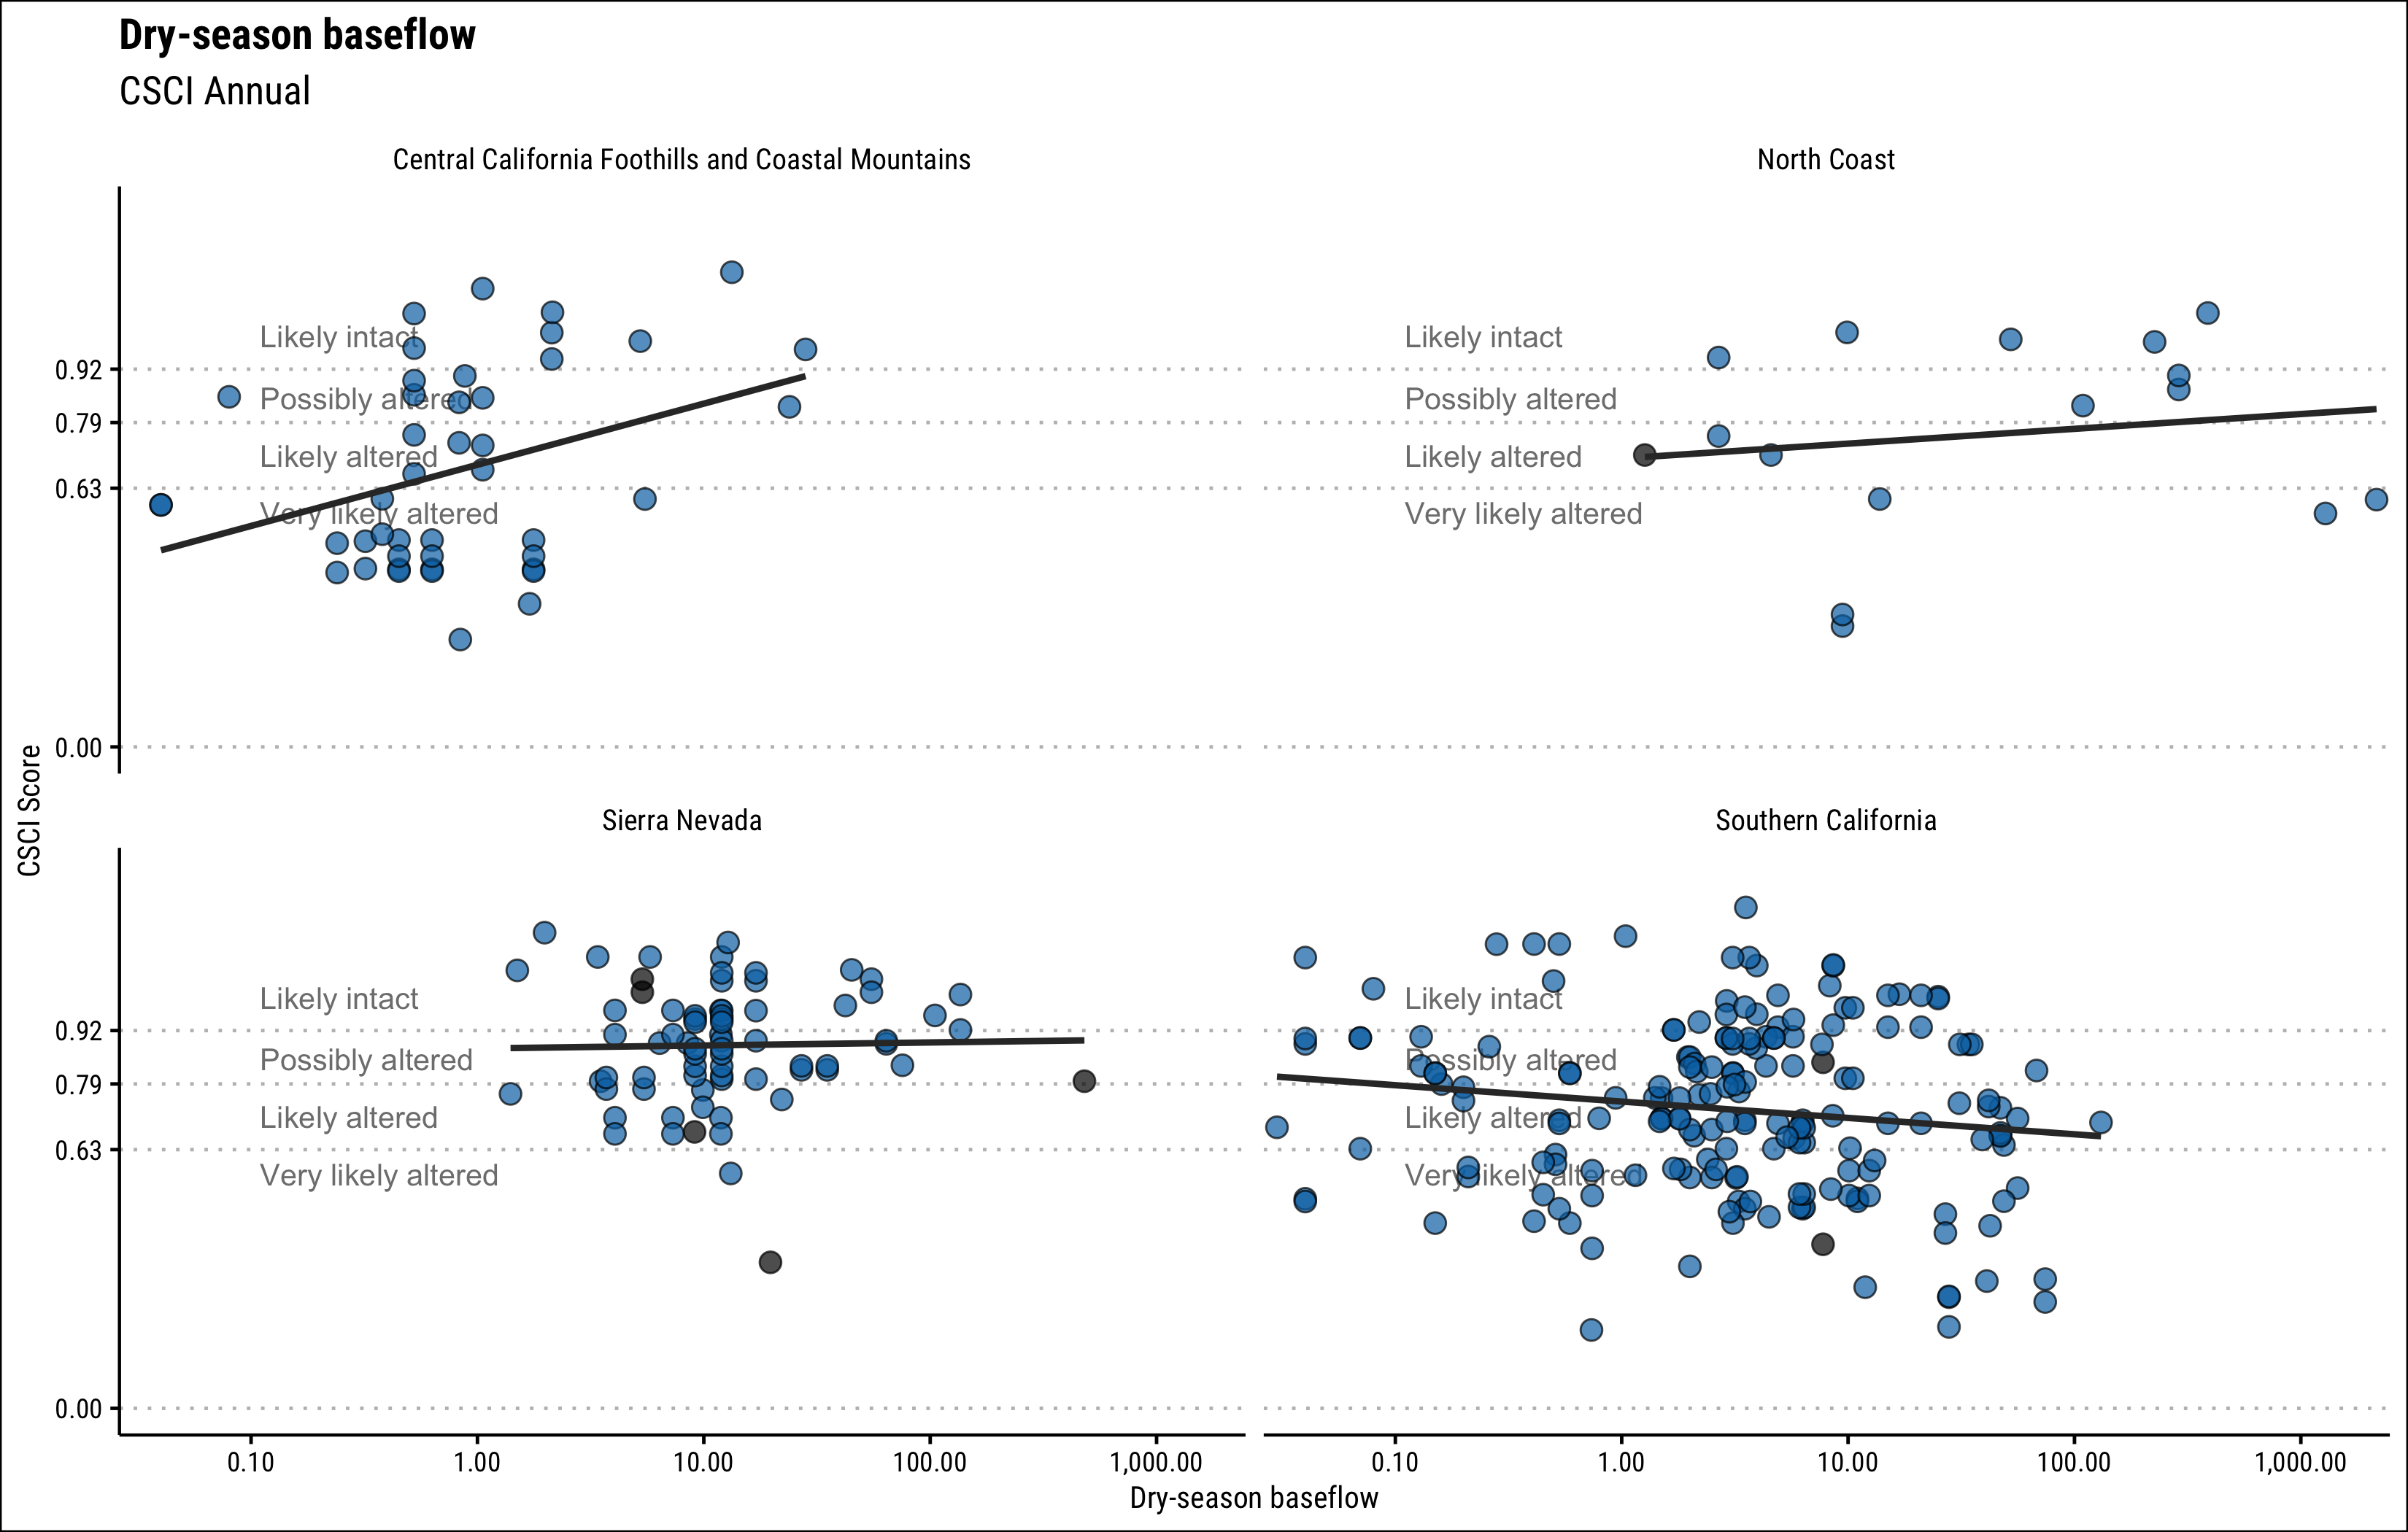 Dry-season baseflow
CSCI Annual
Central California Foothills and Coastal Mountains
North Coast
Likely intact
Likely intact
0.92
Possibly altered
Possibly altered
0.79
Likely altered
Likely altered
0.63
Very likely altered
Very likely altered
0.00
CSCI Score
Sierra Nevada
Southern California
Likely intact
Likely intact
0.92
Possibly altered
Possibly altered
0.79
Likely altered
Likely altered
0.63
Very likely altered
Very likely altered
0.00
0.10 1.00 10.00 100.00 1,000.00
0.10 1.00 10.00 100.00 1,000.00
Dry-season baseflow